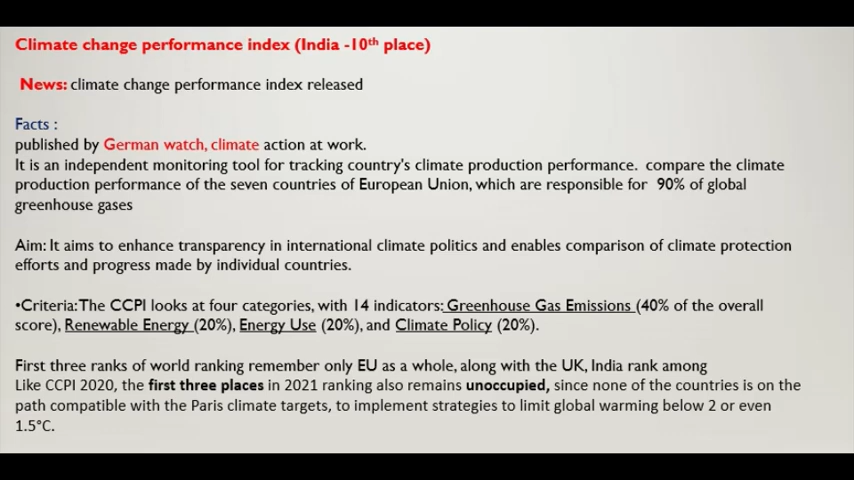 Climate change performance index (India -10th place)
News: climate change performance index released
Facts :
published by German watch, climate action at work.
It is an independent monitoring tool for tracking country's climate production performance. compare the climate
production performance of the seven countries of European Union, which are responsible for 90% of global
greenhouse gases
Aim: It aims to enhance transparency in international climate politics and enables comparison of climate protection
efforts and progress made by individual countries.
•Criteria: The CCPI looks at four categories, with 14 indicators: Greenhouse Gas Emissions (40% of the overall
score), Renewable Energy (20%), Energy Use (20%), and Climate Policy (20%).
First three ranks of world ranking remember only EU as a whole, along with the UK, India rank among
Like CCPI 2020, the first three places in 2021 ranking also remains unoccupied, since none of the countries is on the
path compatible with the Paris climate targets, to implement strategies to limit global warming below 2 or even
1.5°C.